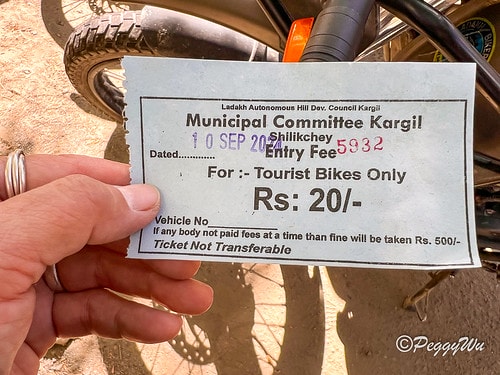 Ladakh Autonomous Hill Dev. Council Kargil
Municipal Committee Kargil
10 SEP 2024 Shilikchey
Dated............ Entry Fee 5932
For :- Tourist Bikes Only
Rs: 20/-
Vehicle No
If any body not paid fees at a time than fine will be taken Rs. 500/-
Ticket Not Transferable
©PeggyWu